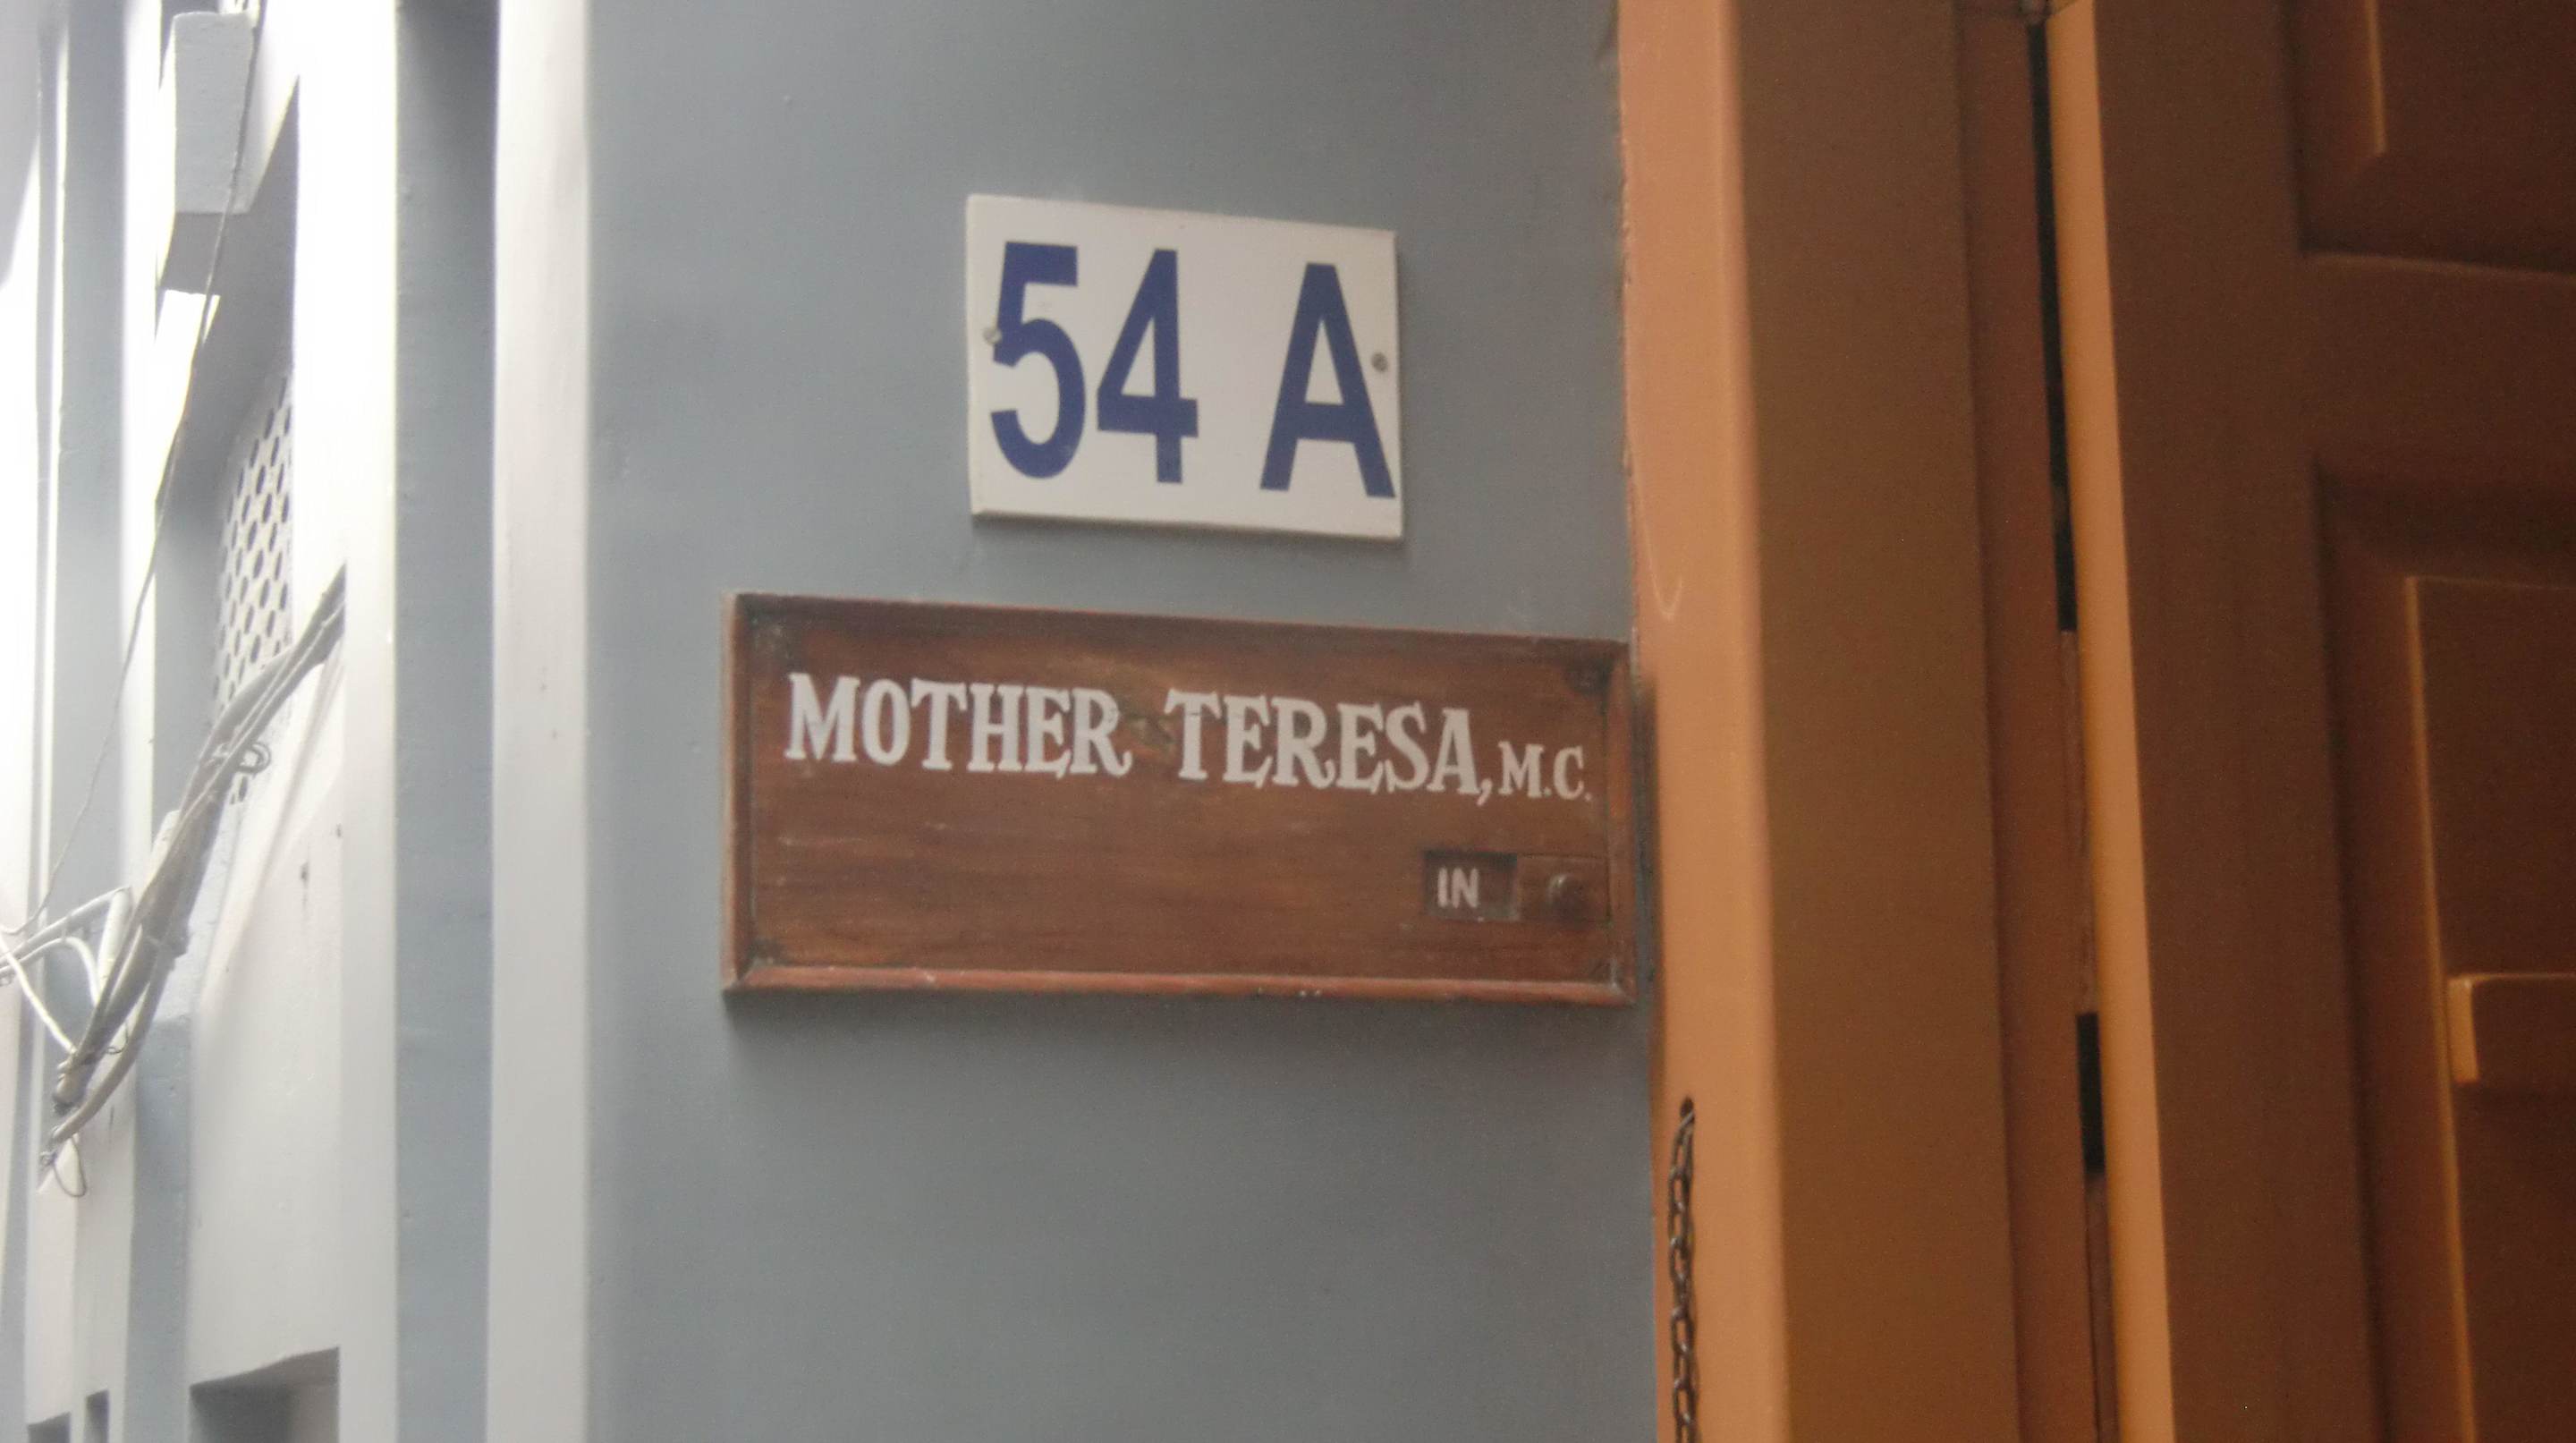 54 A
MOTHER TERESA, M.C.
IN